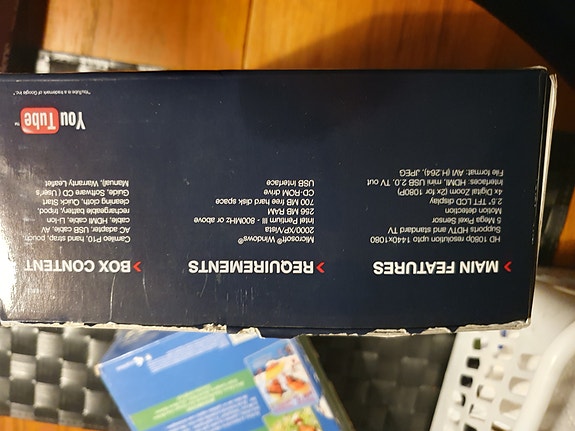 > MAIN FEATURES
HD 1080p resolution upto 1440x1080
Supports HDTV and standard TV
5 Mega Pixel Sensor
Motion detection
2.5" TFT LCD display
4x Digital Zoom (2x for 1080P)
Interfaces: HDMI, mini USB 2.0, TV out
File format: AVI (H.264), JPEG
> REQUIREMENTS
Microsoft® Windows®
2000/XP/Vista
Intel Pentium - III - 800MHz or above
256 MB RAM
700 MB free hard disk space
CD-ROM drive
USB Interface
> BOX CONTENT
Camileo P10, hand strap, pouch,
AC adapter, USB cable, AV
cable, HDMI cable, Li-Ion
rechargeable battery, tripod,
cleaning cloth, Quick Start
Guide, Software CD (User's
Manual), Warranty Leaflet
YouTube™
"YouTube is a trademark of Google Inc."